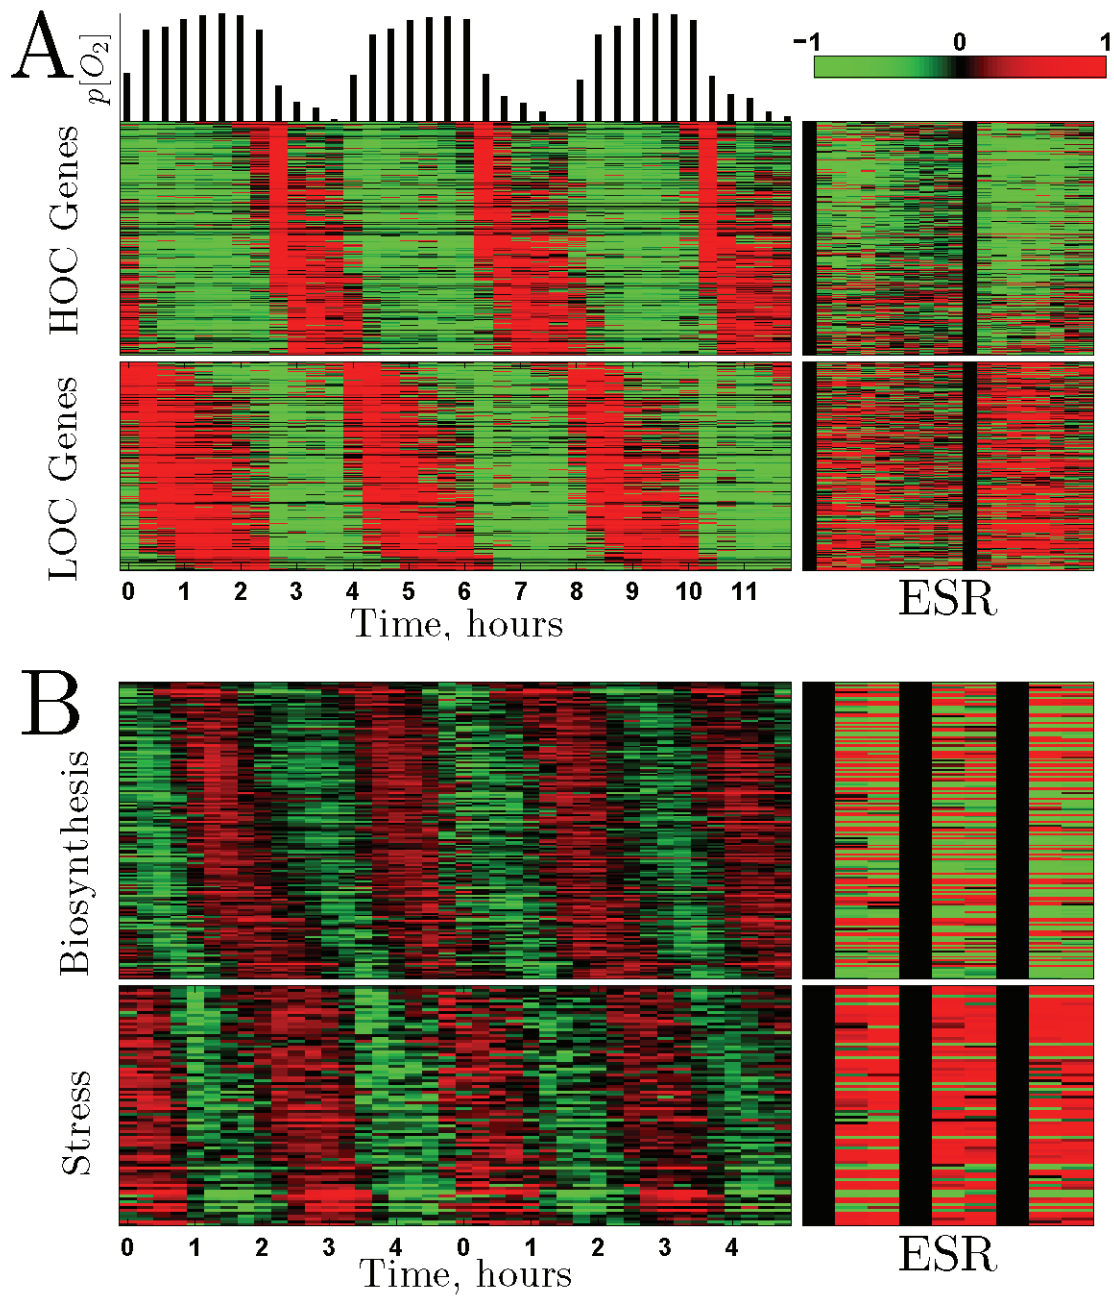 A
p[O₂]
−1 0 1
HOC Genes
LOC Genes
0 1 2 3 4 5 6 7 8 9 10 11
Time, hours
ESR
B
Biosynthesis
Stress
0 1 2 3 4 0 1 2 3 4
Time, hours
ESR